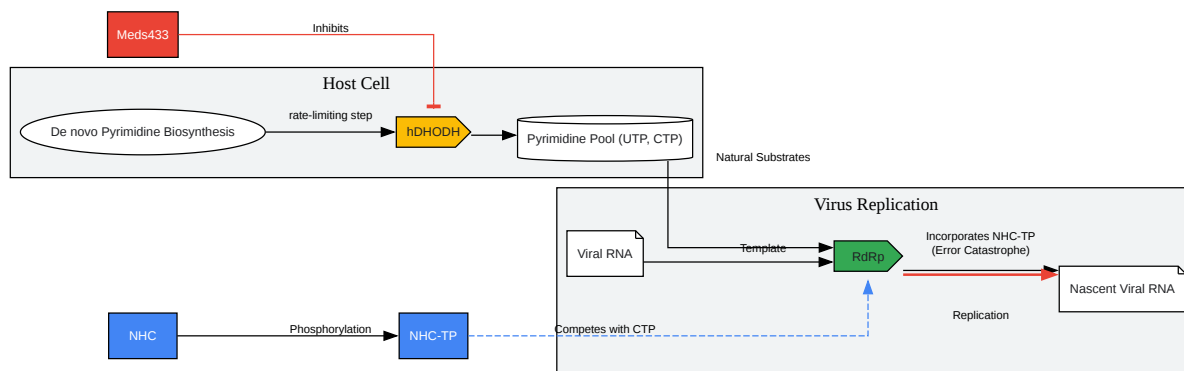 Meds433
Inhibits
Host Cell
De novo Pyrimidine Biosynthesis
rate-limiting step
hDHODH
Pyrimidine Pool (UTP, CTP)
Natural Substrates
Virus Replication
Viral RNA
Template
RdRp
Incorporates NHC-TP
(Error Catastrophe)
Nascent Viral RNA
Replication
NHC
Phosphorylation
NHC-TP
Competes with CTP